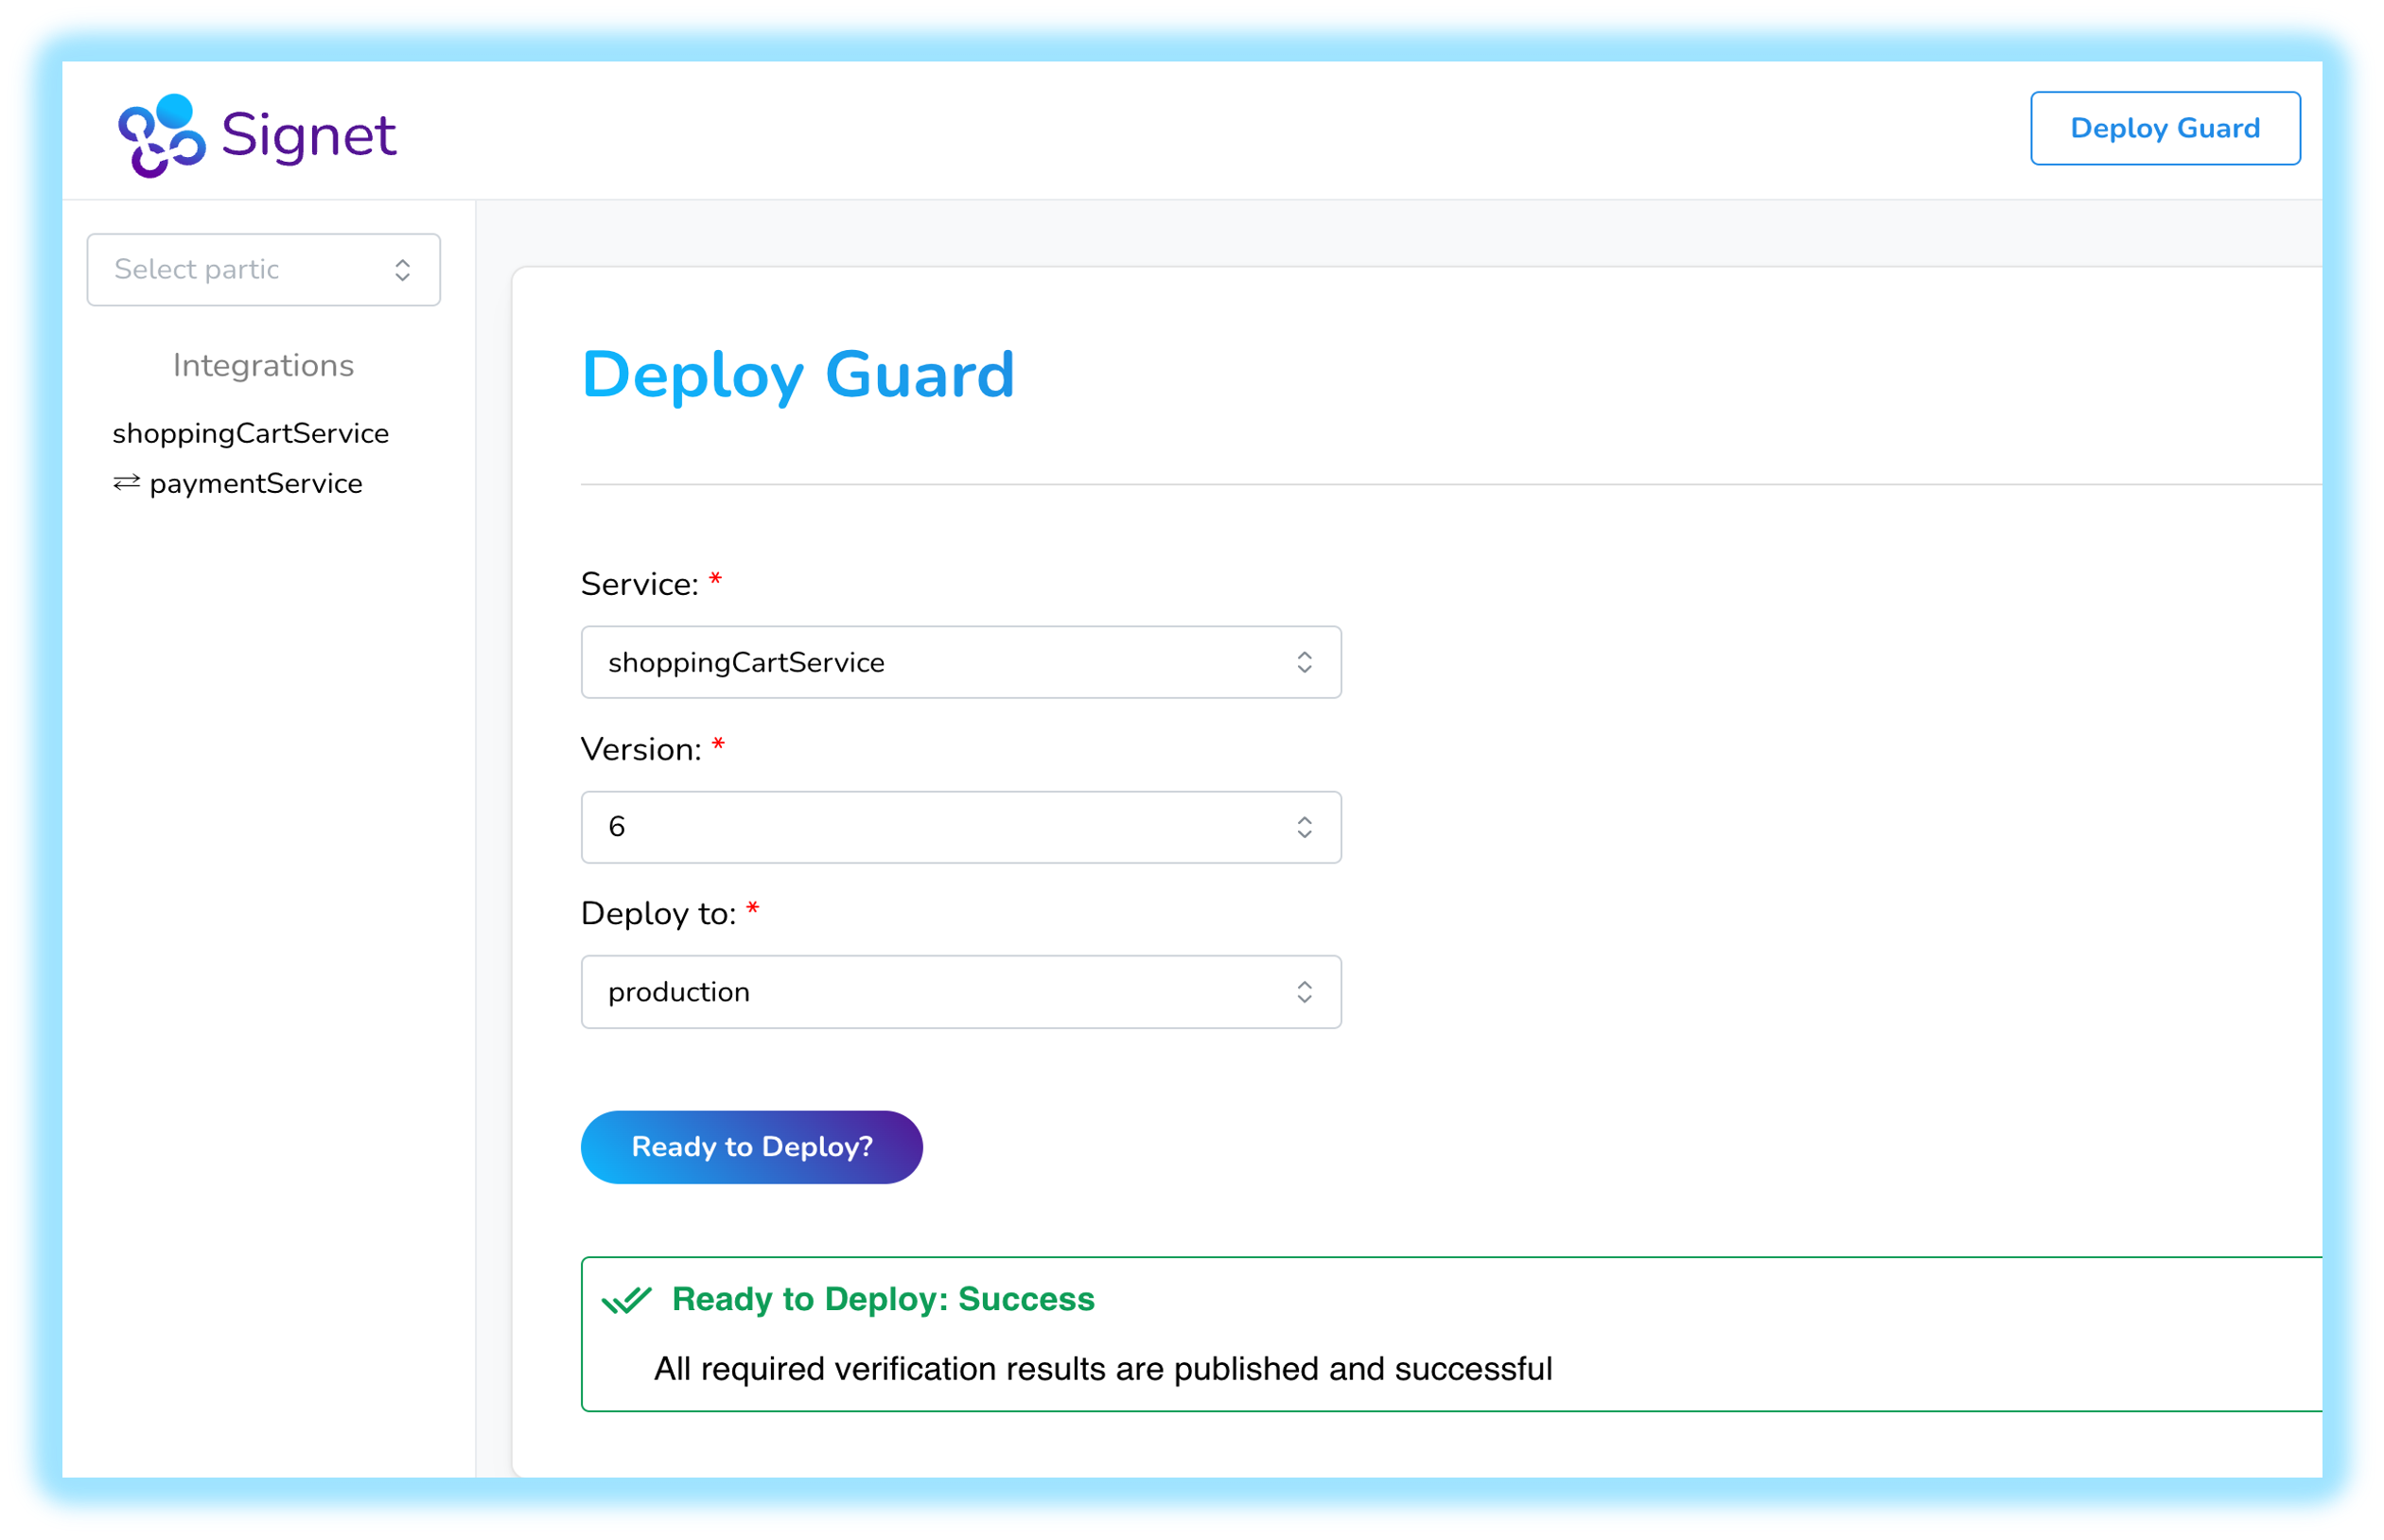 Signet
Deploy Guard
Select partic
Integrations
shoppingCartService
⇄ paymentService
Deploy Guard
Service: *
shoppingCartService
Version: *
6
Deploy to: *
production
Ready to Deploy?
Ready to Deploy: Success
All required verification results are published and successful